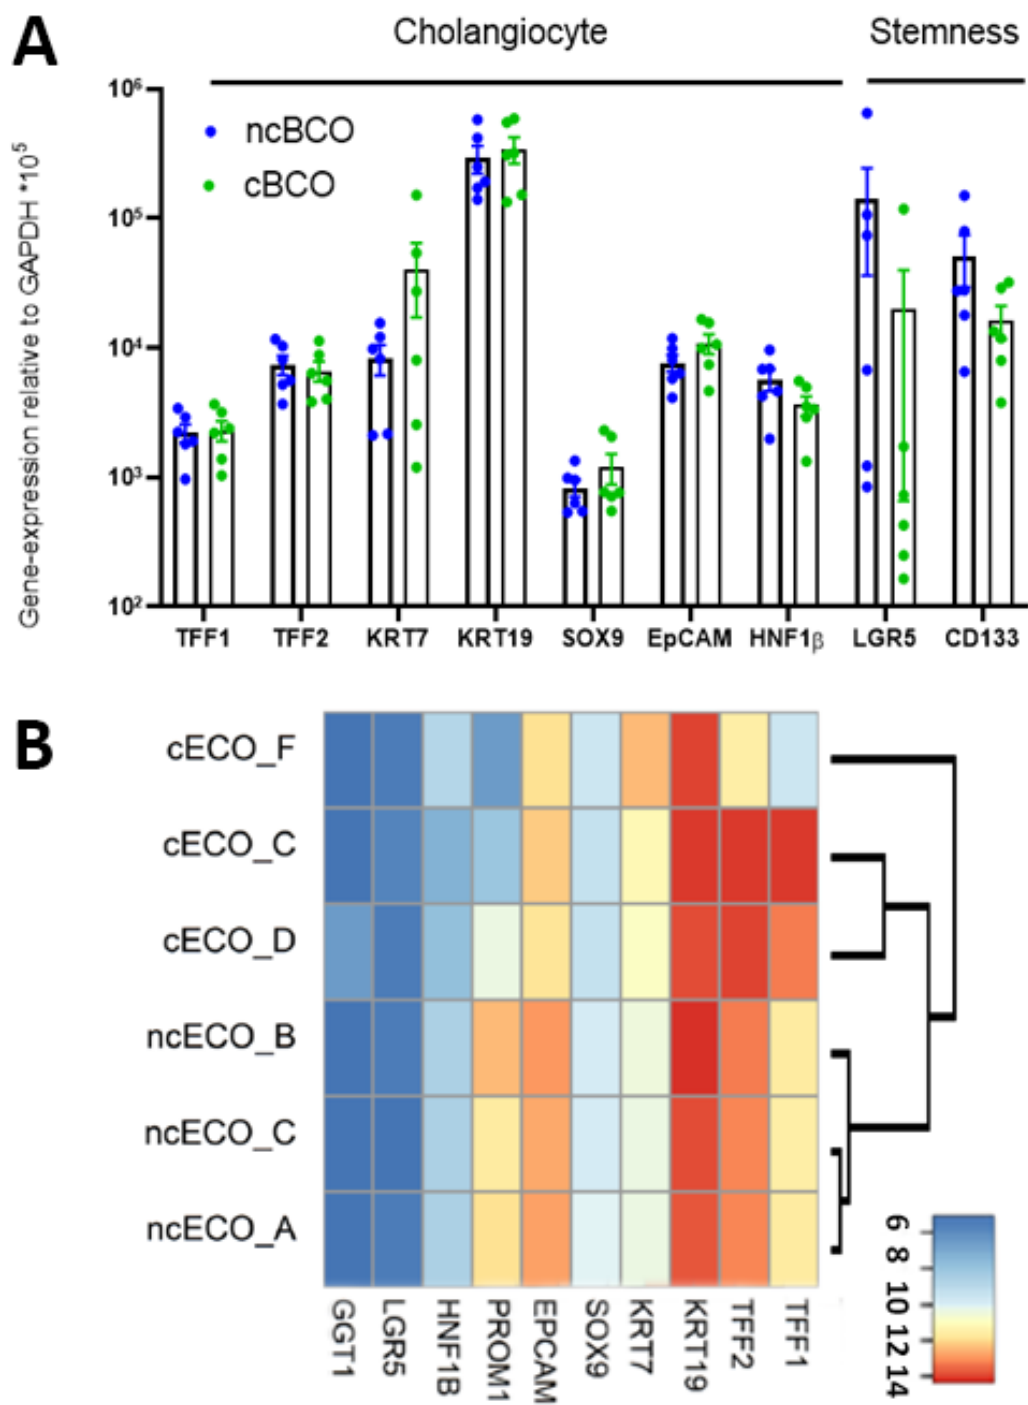 A
Cholangiocyte
Stemness
Gene-expression relative to GAPDH *10⁵
10⁶
10⁵
10⁴
10³
10²
ncBCO
cBCO
TFF1 TFF2 KRT7 KRT19 SOX9 EpCAM HNF1β LGR5 CD133
B
cECO_F
cECO_C
cECO_D
ncECO_B
ncECO_C
ncECO_A
GGT1 LGR5 HNF1B PROM1 EPCAM SOX9 KRT7 KRT19 TFF2 TFF1
6 8 10 12 14